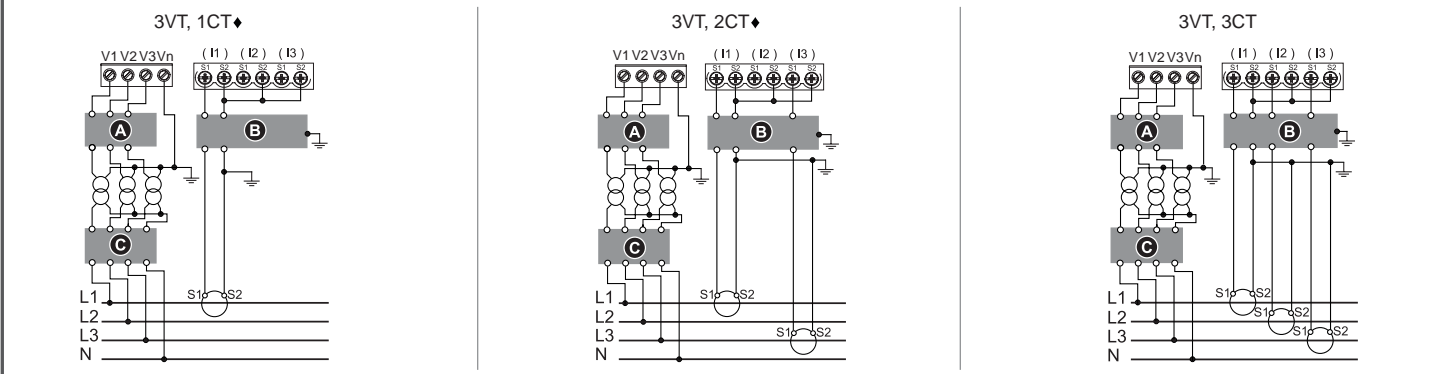 3VT, 1CT♦
V1 V2 V3 Vn
( I1 ) ( I2 ) ( I3 )
S1 S2 S1 S2 S1 S2
A
B
C
S1 S2
L1
L2
L3
N
3VT, 2CT♦
V1 V2 V3 Vn
( I1 ) ( I2 ) ( I3 )
S1 S2 S1 S2 S1 S2
A
B
C
S1 S2
L1
L2
S1 S2
L3
N
3VT, 3CT
V1 V2 V3 Vn
( I1 ) ( I2 ) ( I3 )
S1 S2 S1 S2 S1 S2
A
B
C
S1 S2
L1
S1 S2
L2
S1 S2
L3
N